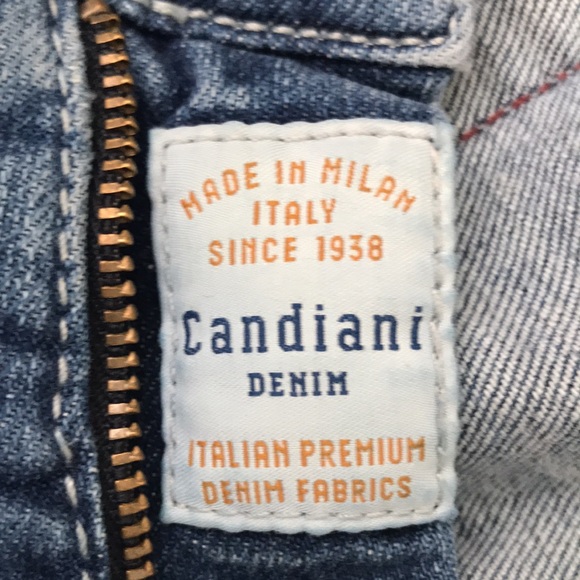 MADE IN MILAN
ITALY
SINCE 1938
Candiani
DENIM
ITALIAN PREMIUM
DENIM FABRICS